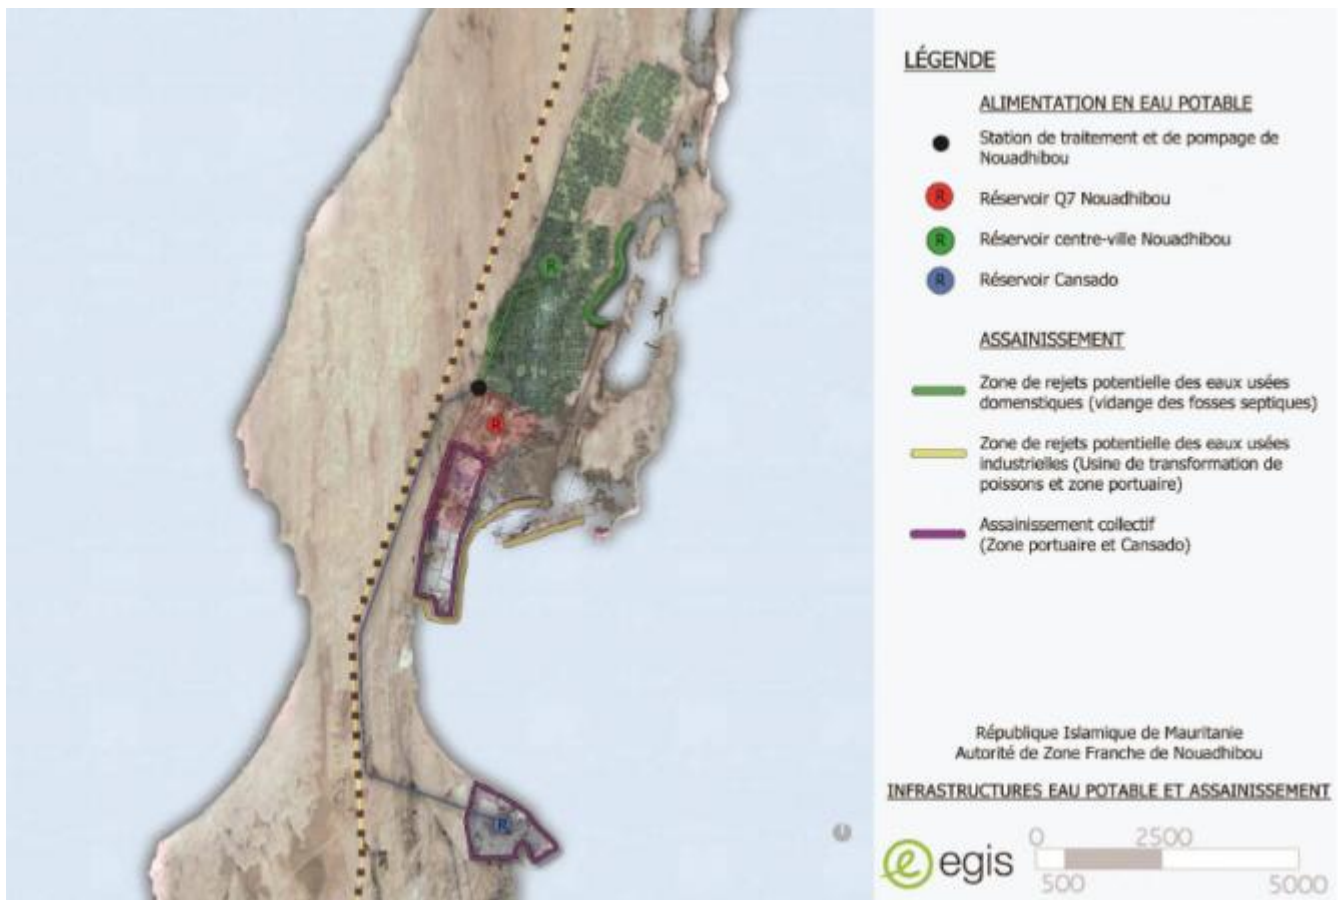 LÉGENDE
ALIMENTATION EN EAU POTABLE
Station de traitement et de pompage de
Nouadhibou
R
Réservoir Q7 Nouadhibou
R
Réservoir centre-ville Nouadhibou
R
Réservoir Cansado
ASSAINISSEMENT
Zone de rejets potentielle des eaux usées
domenstiques (vidange des fosses septiques)
Zone de rejets potentielle des eaux usées
industrielles (Usine de transformation de
poissons et zone portuaire)
Assainissement collectif
(Zone portuaire et Cansado)
République Islamique de Mauritanie
Autorité de Zone Franche de Nouadhibou
INFRASTRUCTURES EAU POTABLE ET ASSAINISSEMENT
e egis
0 2500
500 5000
R
R
R